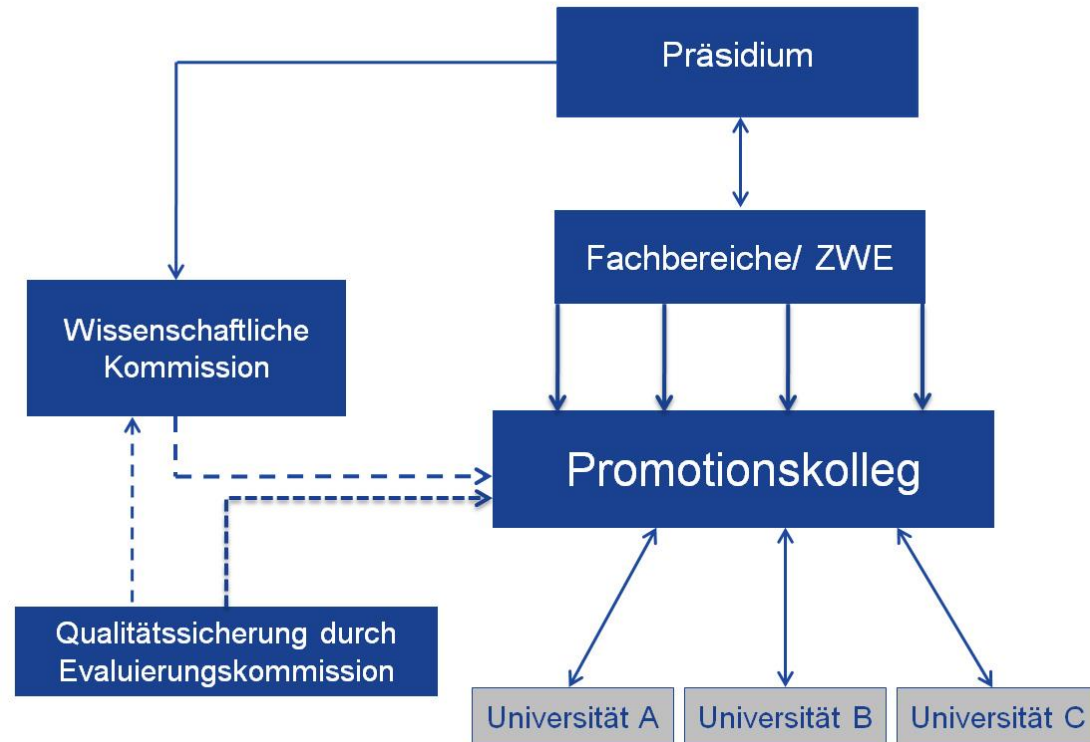 Präsidium
Fachbereiche/ ZWE
Wissenschaftliche
Kommission
Promotionskolleg
Qualitätssicherung durch
Evaluierungskommission
Universität A
Universität B
Universität C